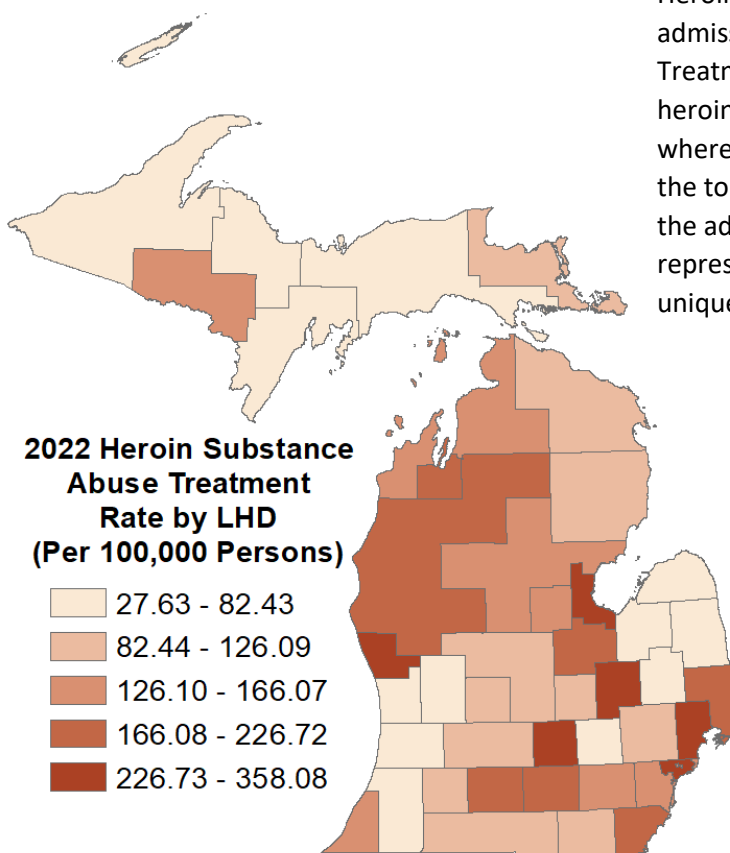 Heroin
admiss
Treatm
heroin
where
the to
the ad
repres
unique
2022 Heroin Substance
Abuse Treatment
Rate by LHD
(Per 100,000 Persons)
27.63 - 82.43
82.44 - 126.09
126.10 - 166.07
166.08 - 226.72
226.73 - 358.08